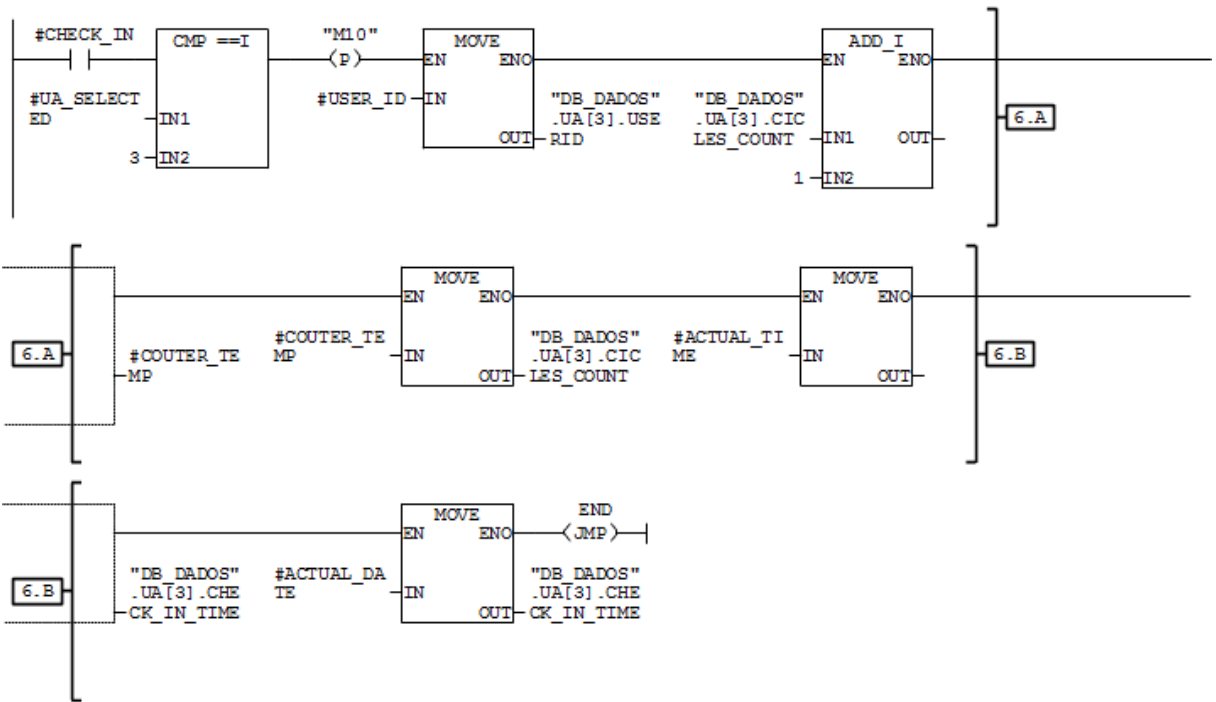 #CHECK_IN
CMP ==I
"M10"
(P)
MOVE
ADD_I
EN
ENO
EN
ENO
#UA_SELECT
ED
IN1
#USER_ID
IN
"DB_DADOS"
.UA[3].USE
RID
OUT
"DB_DADOS"
.UA[3].CIC
LES_COUNT
IN1
OUT
6.A
3
IN2
1
IN2
MOVE
MOVE
EN
ENO
EN
ENO
6.A
#COUTER_TE
MP
#COUTER_TE
MP
IN
"DB_DADOS"
.UA[3].CIC
LES_COUNT
OUT
#ACTUAL_TI
ME
IN
OUT
6.B
MOVE
END
EN
ENO
(JMP)
6.B
"DB_DADOS"
.UA[3].CHE
CK_IN_TIME
#ACTUAL_DA
TE
IN
OUT
"DB_DADOS"
.UA[3].CHE
CK_IN_TIME